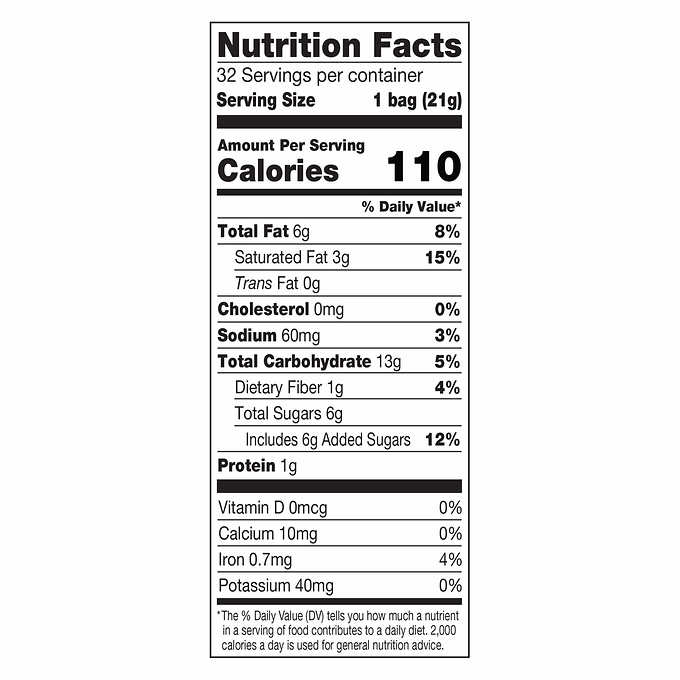 Nutrition Facts
32 Servings per container
Serving Size 1 bag (21g)
Amount Per Serving
Calories 110
% Daily Value*
Total Fat 6g 8%
Saturated Fat 3g 15%
Trans Fat 0g
Cholesterol 0mg 0%
Sodium 60mg 3%
Total Carbohydrate 13g 5%
Dietary Fiber 1g 4%
Total Sugars 6g
Includes 6g Added Sugars 12%
Protein 1g
Vitamin D 0mcg 0%
Calcium 10mg 0%
Iron 0.7mg 4%
Potassium 40mg 0%
*The % Daily Value (DV) tells you how much a nutrient
in a serving of food contributes to a daily diet. 2,000
calories a day is used for general nutrition advice.